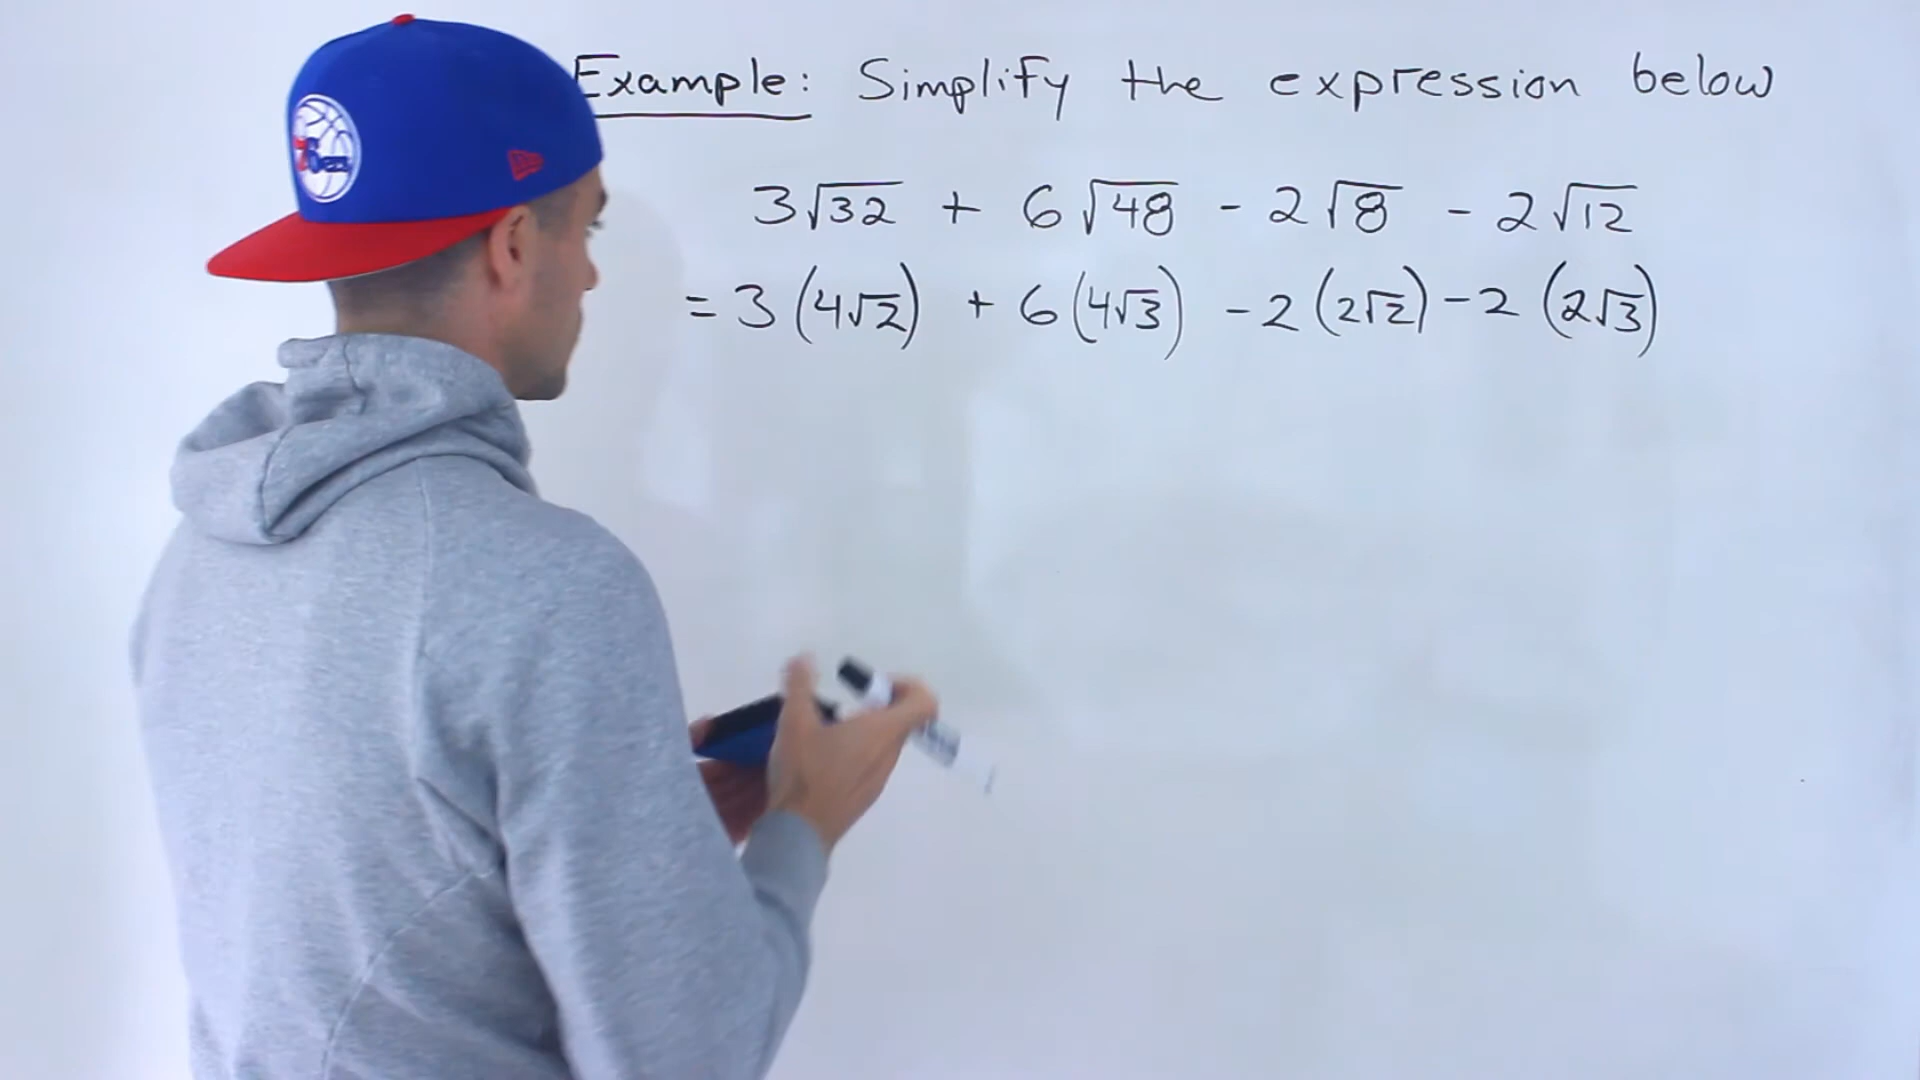 Example: Simplify the expression below
3√32 + 6√48 - 2√8 - 2√12
= 3(4√2) + 6(4√3) - 2(2√2) - 2(2√3)